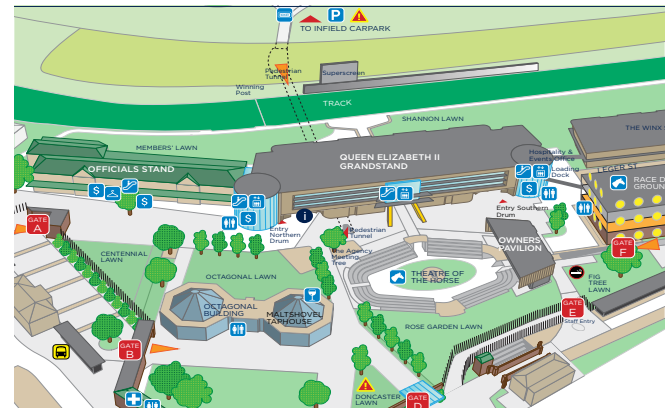 P
TO INFIELD CARPARK
Pedestrian
Tunnel
Superscreen
Winning
Post
TRACK
SHANNON LAWN
MEMBERS' LAWN
THE WINX
OFFICIALS STAND
QUEEN ELIZABETH II
GRANDSTAND
Hospitality &
Events Office
Loading
Dock
LEGER ST
RACE D
GROUN
$
$
$
$
i
Entry
Northern
Drum
Pedestrian
Tunnel
The Agency
Meeting
Tree
Entry Southern
Drum
OWNERS
PAVILION
GATE
A
GATE
F
CENTENNIAL
LAWN
OCTAGONAL LAWN
THEATRE OF
THE HORSE
FIG
TREE
LAWN
OCTAGONAL
BUILDING
MALTSHOVEL
TAPHOUSE
GATE
E
Staff Entry
ROSE GARDEN LAWN
GATE
B
DONCASTER
LAWN
GATE
D